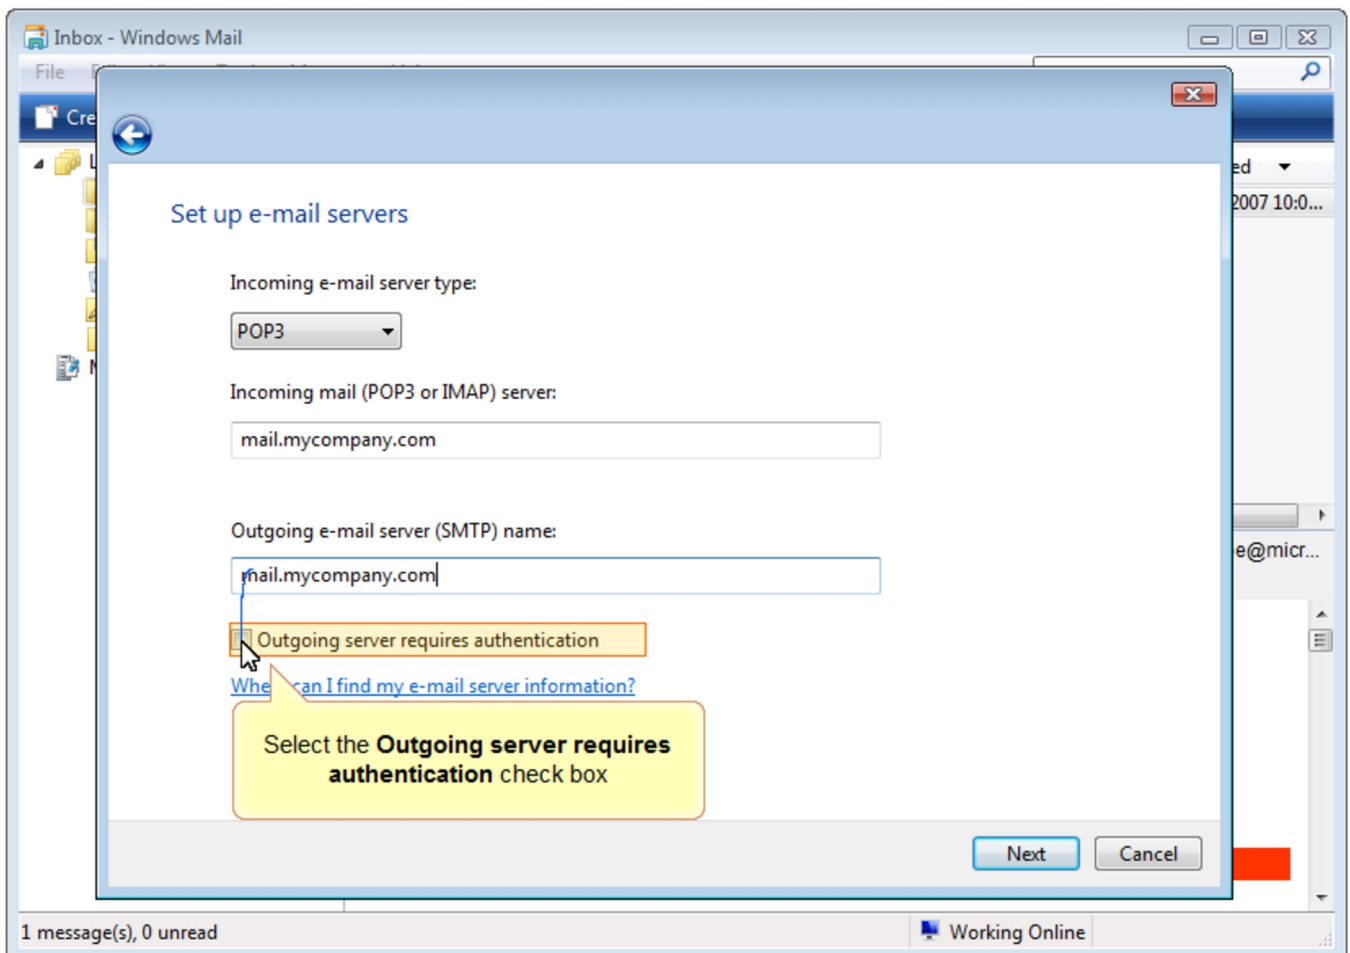 Inbox - Windows Mail
File
Cre
ed
2007 10:0...
Set up e-mail servers
Incoming e-mail server type:
POP3
Incoming mail (POP3 or IMAP) server:
mail.mycompany.com
Outgoing e-mail server (SMTP) name:
mail.mycompany.com
e@micr...
Outgoing server requires authentication
can I find my e-mail server information?
Select the Outgoing server requires
authentication check box
Next Cancel
1 message(s), 0 unread
Working Online